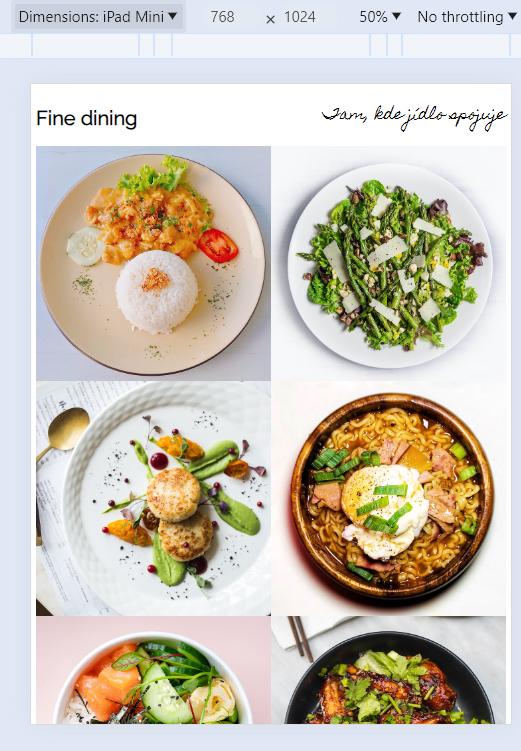 Dimensions: iPad Mini ▼ 768 × 1024 50% ▼ No throttling ▼
Fine dining Tam, kde jídlo spojuje